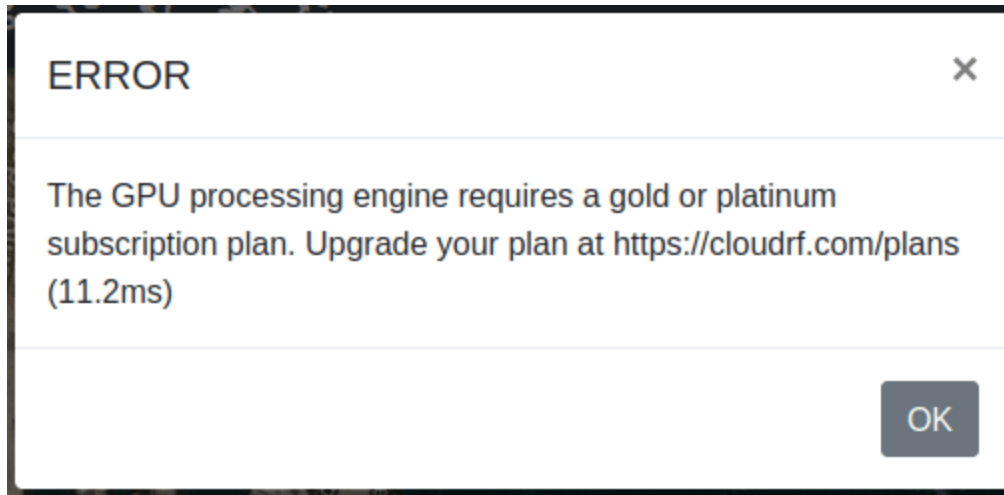 ERROR
×
The GPU processing engine requires a gold or platinum
subscription plan. Upgrade your plan at https://cloudrf.com/plans
(11.2ms)
OK